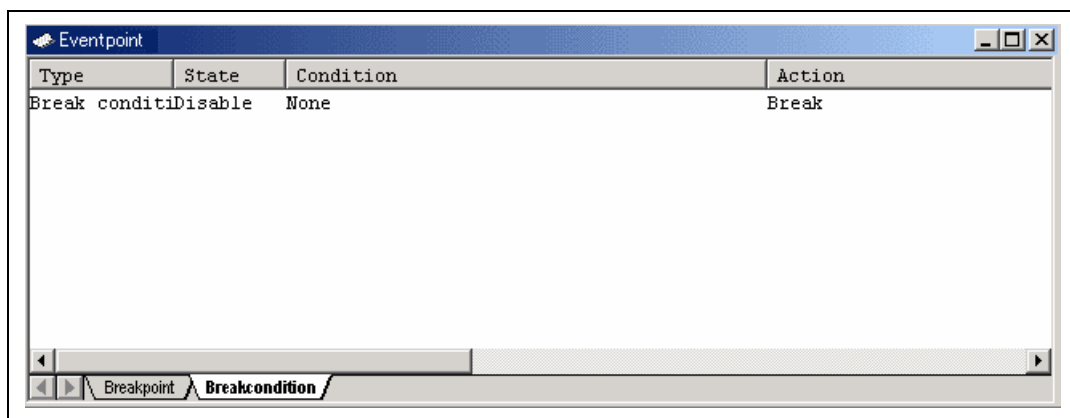 Eventpoint
Type State Condition Action
Break conditiDisable None Break
Breakpoint Breakcondition